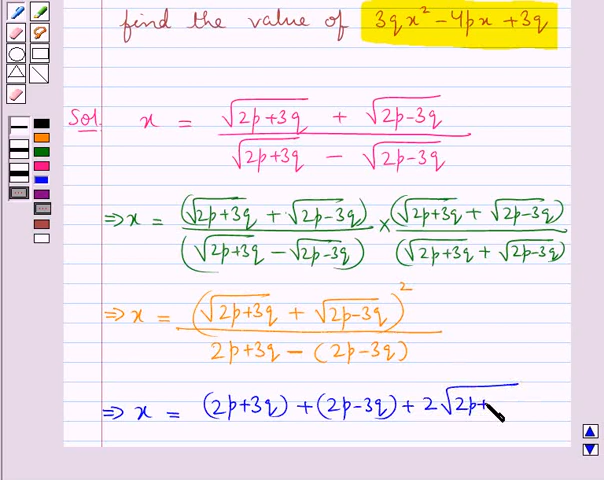 find the value of 3qx² - 4px + 3q
Sol. x = (√(2p+3q) + √(2p-3q)) / (√(2p+3q) - √(2p-3q))
⇒ x = (√(2p+3q) + √(2p-3q)) / (√(2p+3q) - √(2p-3q)) × (√(2p+3q) + √(2p-3q)) / (√(2p+3q) + √(2p-3q))
⇒ x = (√(2p+3q) + √(2p-3q))² / 2p+3q - (2p-3q)
⇒ x = (2p+3q) + (2p-3q) + 2√2p+